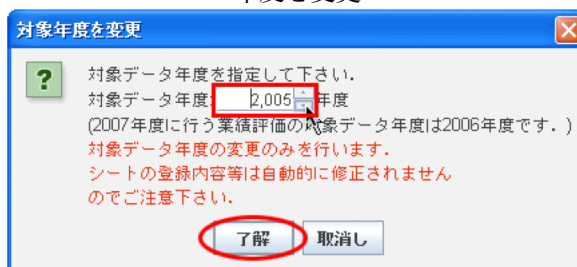 対象年度を変更
対象データ年度を指定して下さい.
対象データ年度: 2,005 年度
(2007年度に行う業績評価の対象データ年度は2006年度です.)
対象データ年度の変更のみを行います.
シートの登録内容等は自動的に修正されません
のでご注意下さい.
了解 取消し